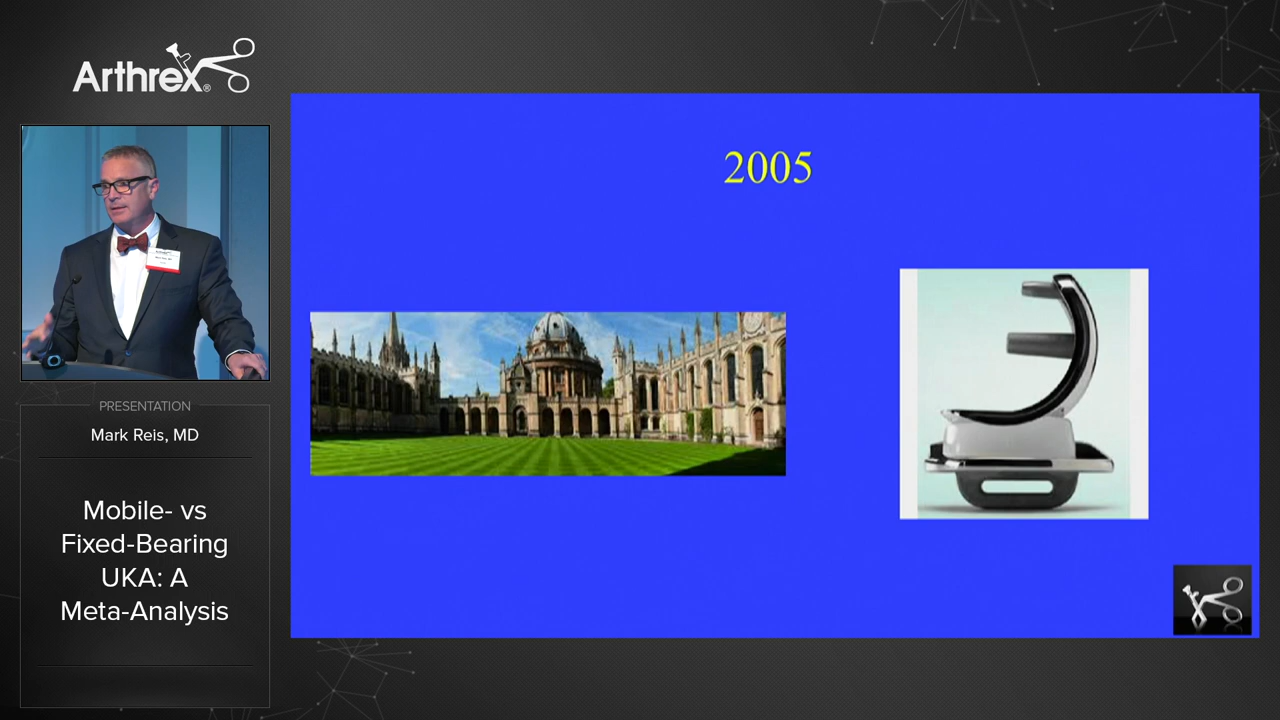 Arthrex®
2005
PRESENTATION
Mark Reis, MD
Mobile- vs
Fixed-Bearing
UKA: A
Meta-Analysis